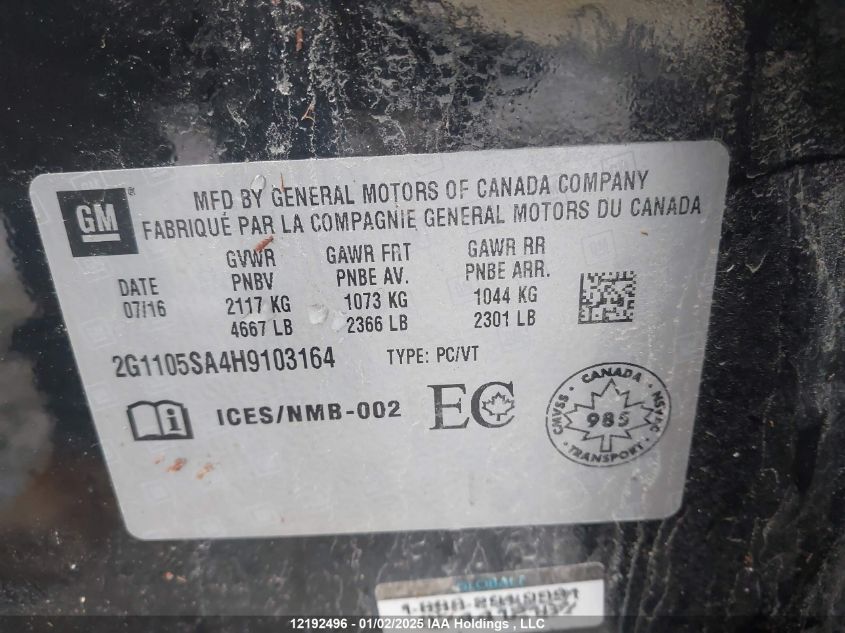 GM
MFD BY GENERAL MOTORS OF CANADA COMPANY
FABRIQUÉ PAR LA COMPAGNIE GENERAL MOTORS DU CANADA
DATE
07/16
GVWR
PNBV
2117 KG
4667 LB
GAWR FRT
PNBE AV.
1073 KG
2366 LB
GAWR RR
PNBE ARR.
1044 KG
2301 LB
2G1105SA4H9103164 TYPE: PC/VT
i ICES/NMB-002 EC
CANADA
CMVSS 985 NSVAC
TRANSPORT
12192496 - 01/02/2025 IAA Holdings , LLC